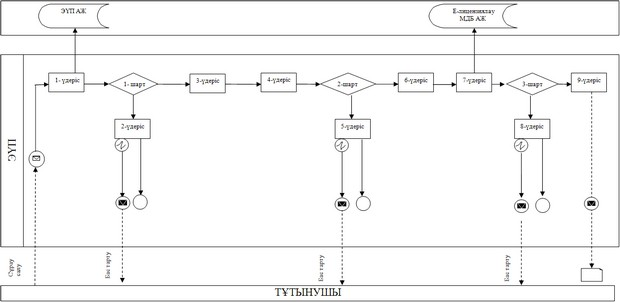 ЭҮП АЖ
Е-лицензиялау
МДБ АЖ
ЭҮП
1- үдеріс
1- шарт
3-үдеріс
4-үдеріс
2-шарт
6-үдеріс
7-үдеріс
3-шарт
9-үдеріс
2-үдеріс
5-үдеріс
8-үдеріс
Сұрау
салу
Бас тарту
Бас тарту
Бас тарту
ТҰТЫНУШЫ